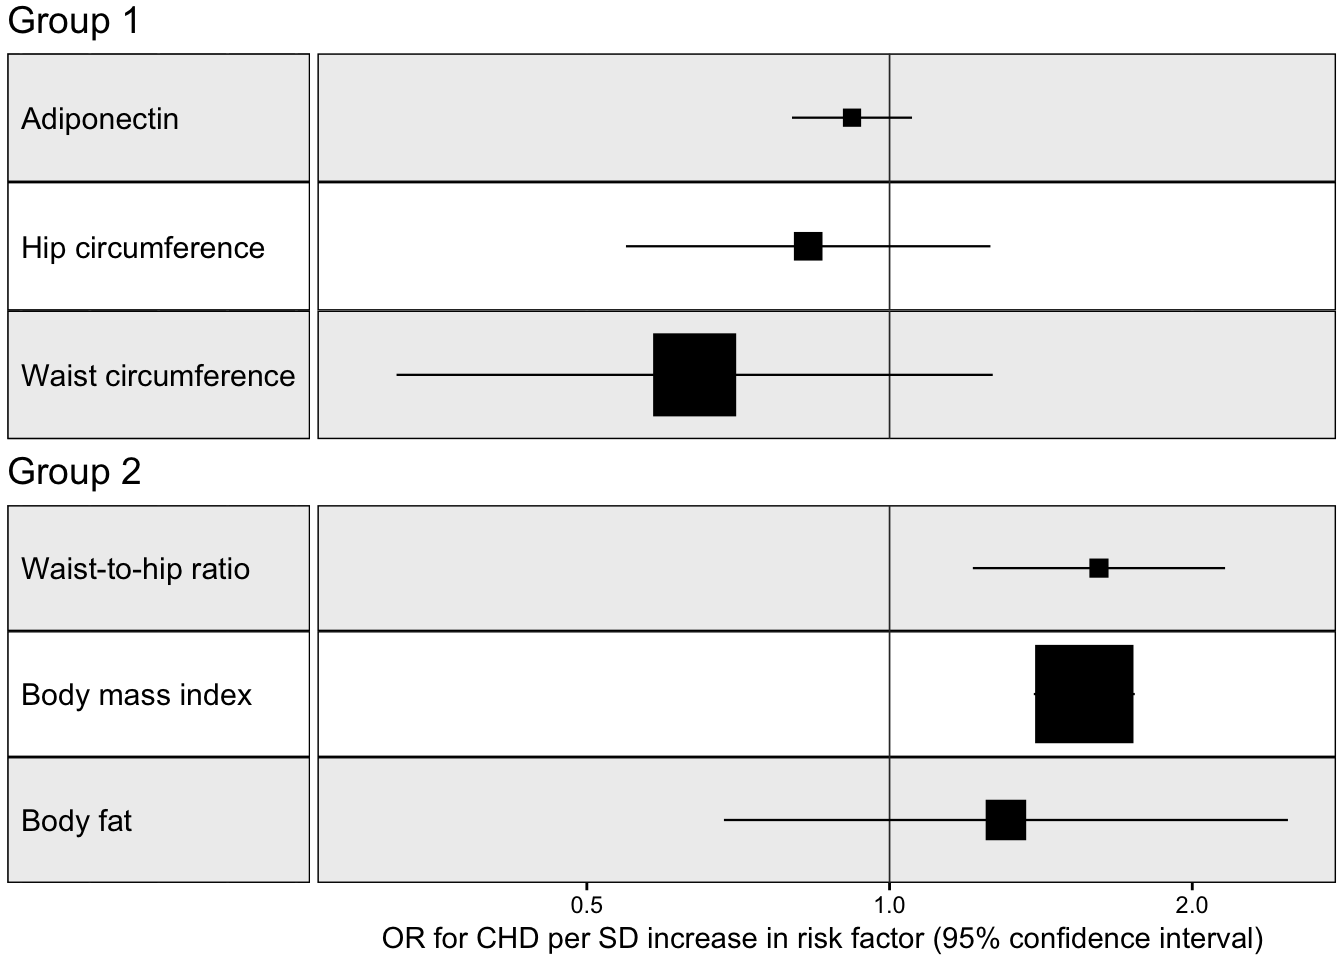 Group 1
Adiponectin
Hip circumference
Waist circumference
Group 2
Waist-to-hip ratio
Body mass index
Body fat
0.5 1.0 2.0
OR for CHD per SD increase in risk factor (95% confidence interval)